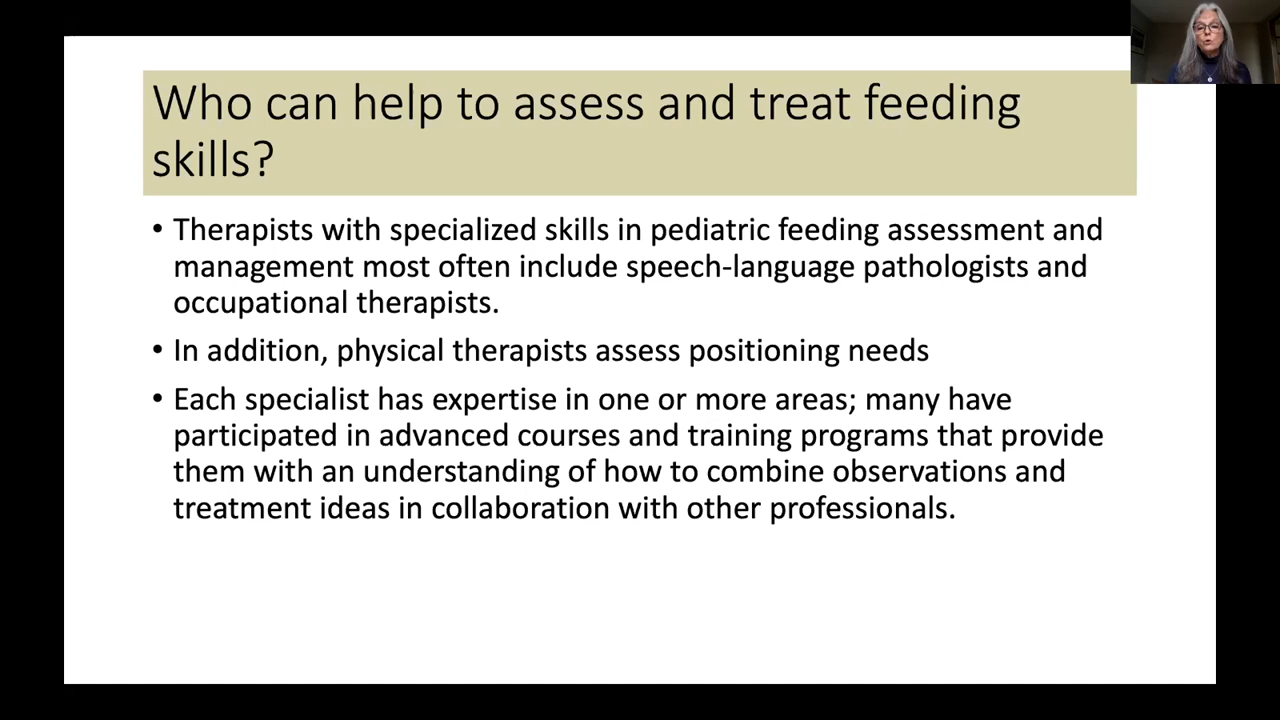 Who can help to assess and treat feeding
skills?
• Therapists with specialized skills in pediatric feeding assessment and
management most often include speech-language pathologists and
occupational therapists.
• In addition, physical therapists assess positioning needs
• Each specialist has expertise in one or more areas; many have
participated in advanced courses and training programs that provide
them with an understanding of how to combine observations and
treatment ideas in collaboration with other professionals.